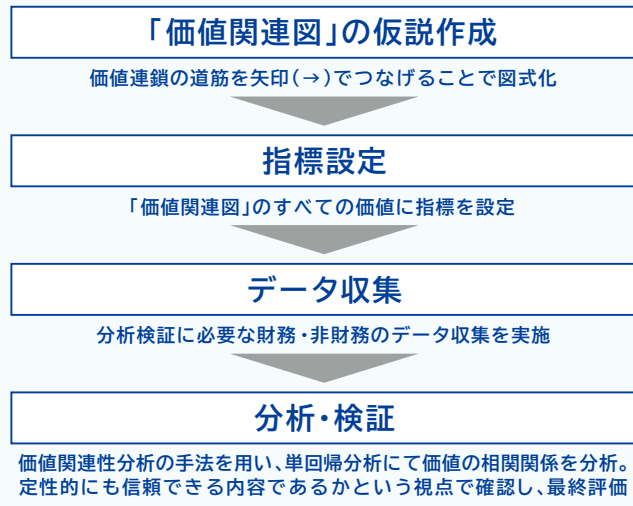 「価値関連図」の仮説作成
価値連鎖の道筋を矢印(→)でつなげることで図式化
指標設定
「価値関連図」のすべての価値に指標を設定
データ収集
分析検証に必要な財務・非財務のデータ収集を実施
分析・検証
価値関連性分析の手法を用い、単回帰分析にて価値の相関関係を分析。
定性的にも信頼できる内容であるかという視点で確認し、最終評価